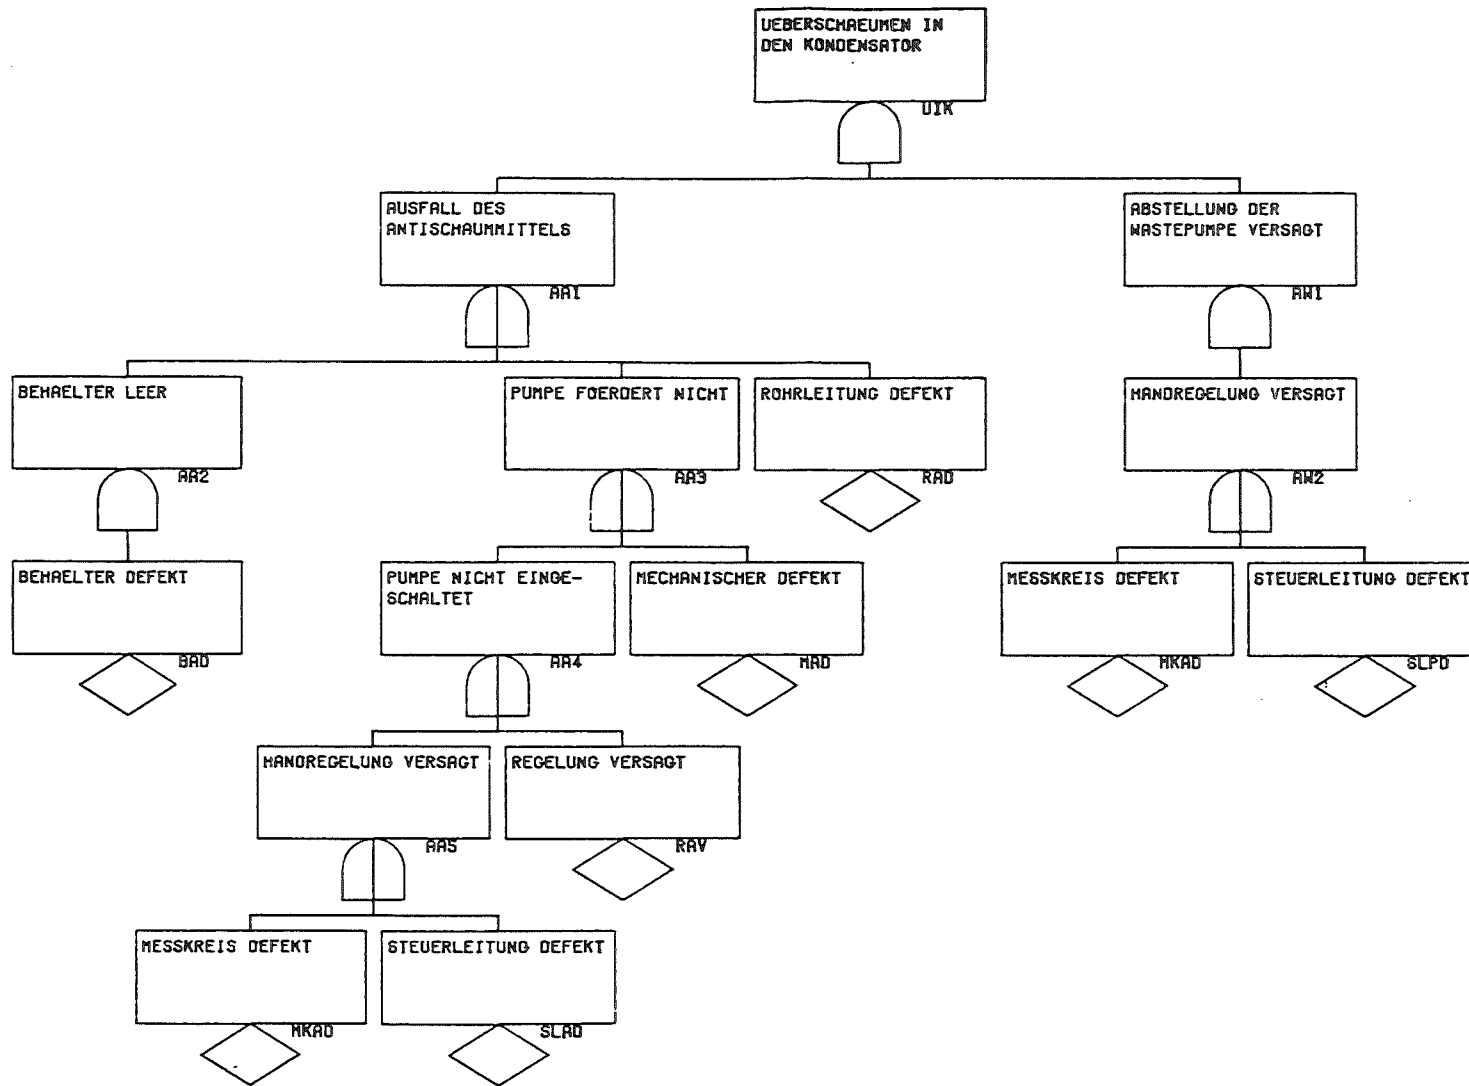 UEBERSCHAEUMEN IN
DEN KONDENSATOR
UIK
AUSFALL DES
ANTISCHAUMMITTELS
AA1
ABSTELLUNG DER
WASTEPUMPE VERSAGT
AW1
BEHAELTER LEER
AA2
PUMPE FOERDERT NICHT
AA3
ROHRLEITUNG DEFEKT
RAD
HANDREGELUNG VERSAGT
AW2
BEHAELTER DEFEKT
BAD
PUMPE NICHT EINGE-
SCHALTET
AA4
MECHANISCHER DEFEKT
MAD
MESSKREIS DEFEKT
MKAD
STEUERLEITUNG DEFEKT
SLPD
HANDREGELUNG VERSAGT
AA5
REGELUNG VERSAGT
RAV
MESSKREIS DEFEKT
MKAD
STEUERLEITUNG DEFEKT
SLAD